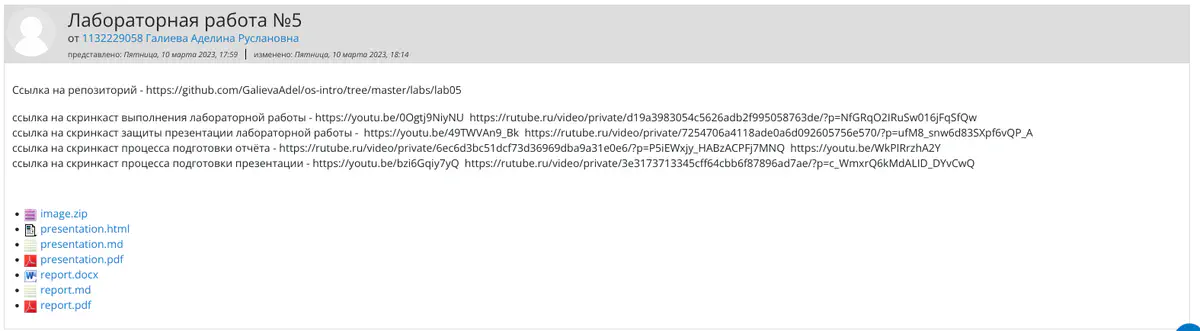 Лабораторная работа №5
от 1132229058 Галиева Аделина Руслановна
представлено: Пятница, 10 марта 2023, 17:59 | изменено: Пятница, 10 марта 2023, 18:14
Ссылка на репозиторий - https://github.com/GalievaAdel/os-intro/tree/master/labs/lab05
ссылка на скринкаст выполнения лабораторной работы - https://youtu.be/0Ogtj9NiyNU https://rutube.ru/video/private/d19a3983054c5626adb2f995058763de/?p=NfGRqO2IRuSw016jFqSfQw
ссылка на скринкаст защиты презентации лабораторной работы - https://youtu.be/49TWVAn9_Bk https://rutube.ru/video/private/7254706a4118ade0a6d092605756e570/?p=ufM8_snw6d83SXpf6vQP_A
ссылка на скринкаст процесса подготовки отчёта - https://rutube.ru/video/private/6ec6d3bc51dcf73d36969dba9a31e0e6/?p=P5iEWxjy_HABzACPFj7MNQ https://youtu.be/WkPIRrzhA2Y
ссылка на скринкаст процесса подготовки презентации - https://youtu.be/bzi6Gqiy7yQ https://rutube.ru/video/private/3e3173713345cff64cbb6f87896ad7ae/?p=c_WmxrQ6kMdALID_DYvCwQ
image.zip
presentation.html
presentation.md
presentation.pdf
report.docx
report.md
report.pdf